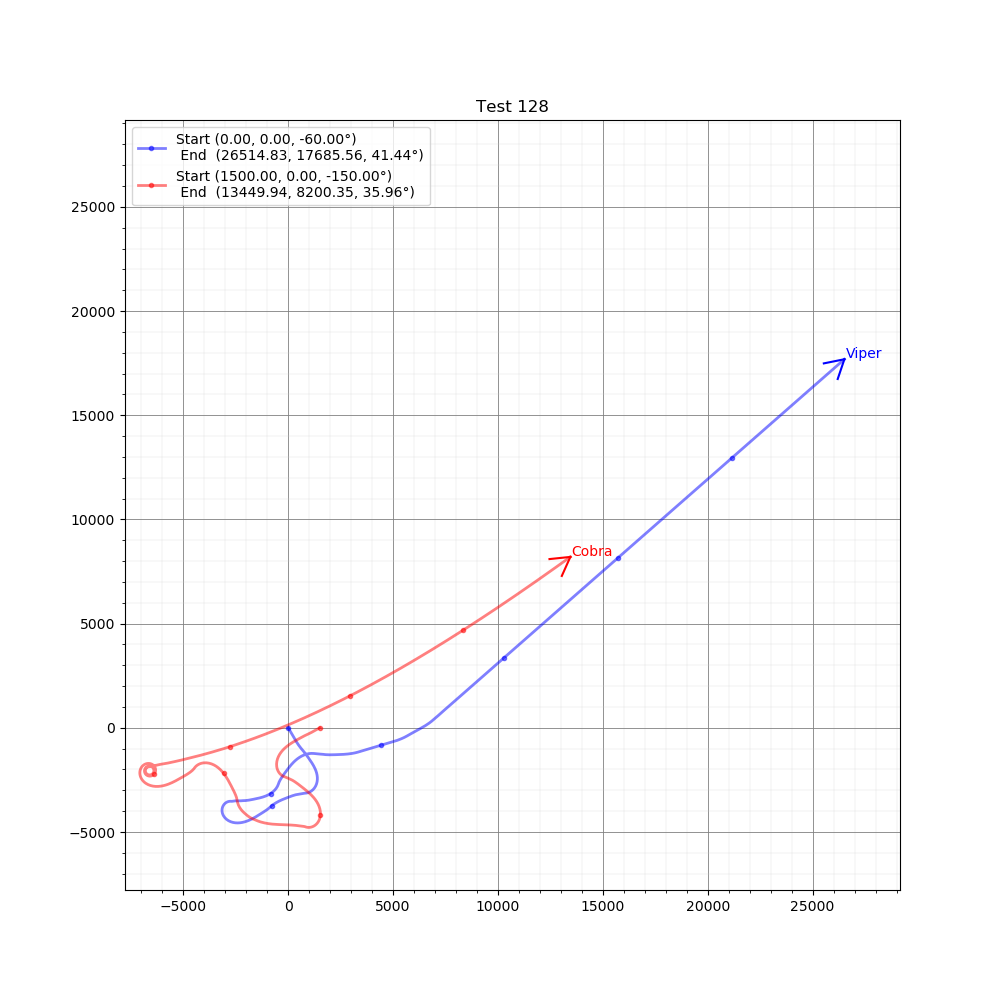 Test 128
Start (0.00, 0.00, -60.00°)
End (26514.83, 17685.56, 41.44°)
Start (1500.00, 0.00, -150.00°)
End (13449.94, 8200.35, 35.96°)
25000
20000
Viper
15000
10000
Cobra
5000
0
−5000
−5000 0 5000 10000 15000 20000 25000